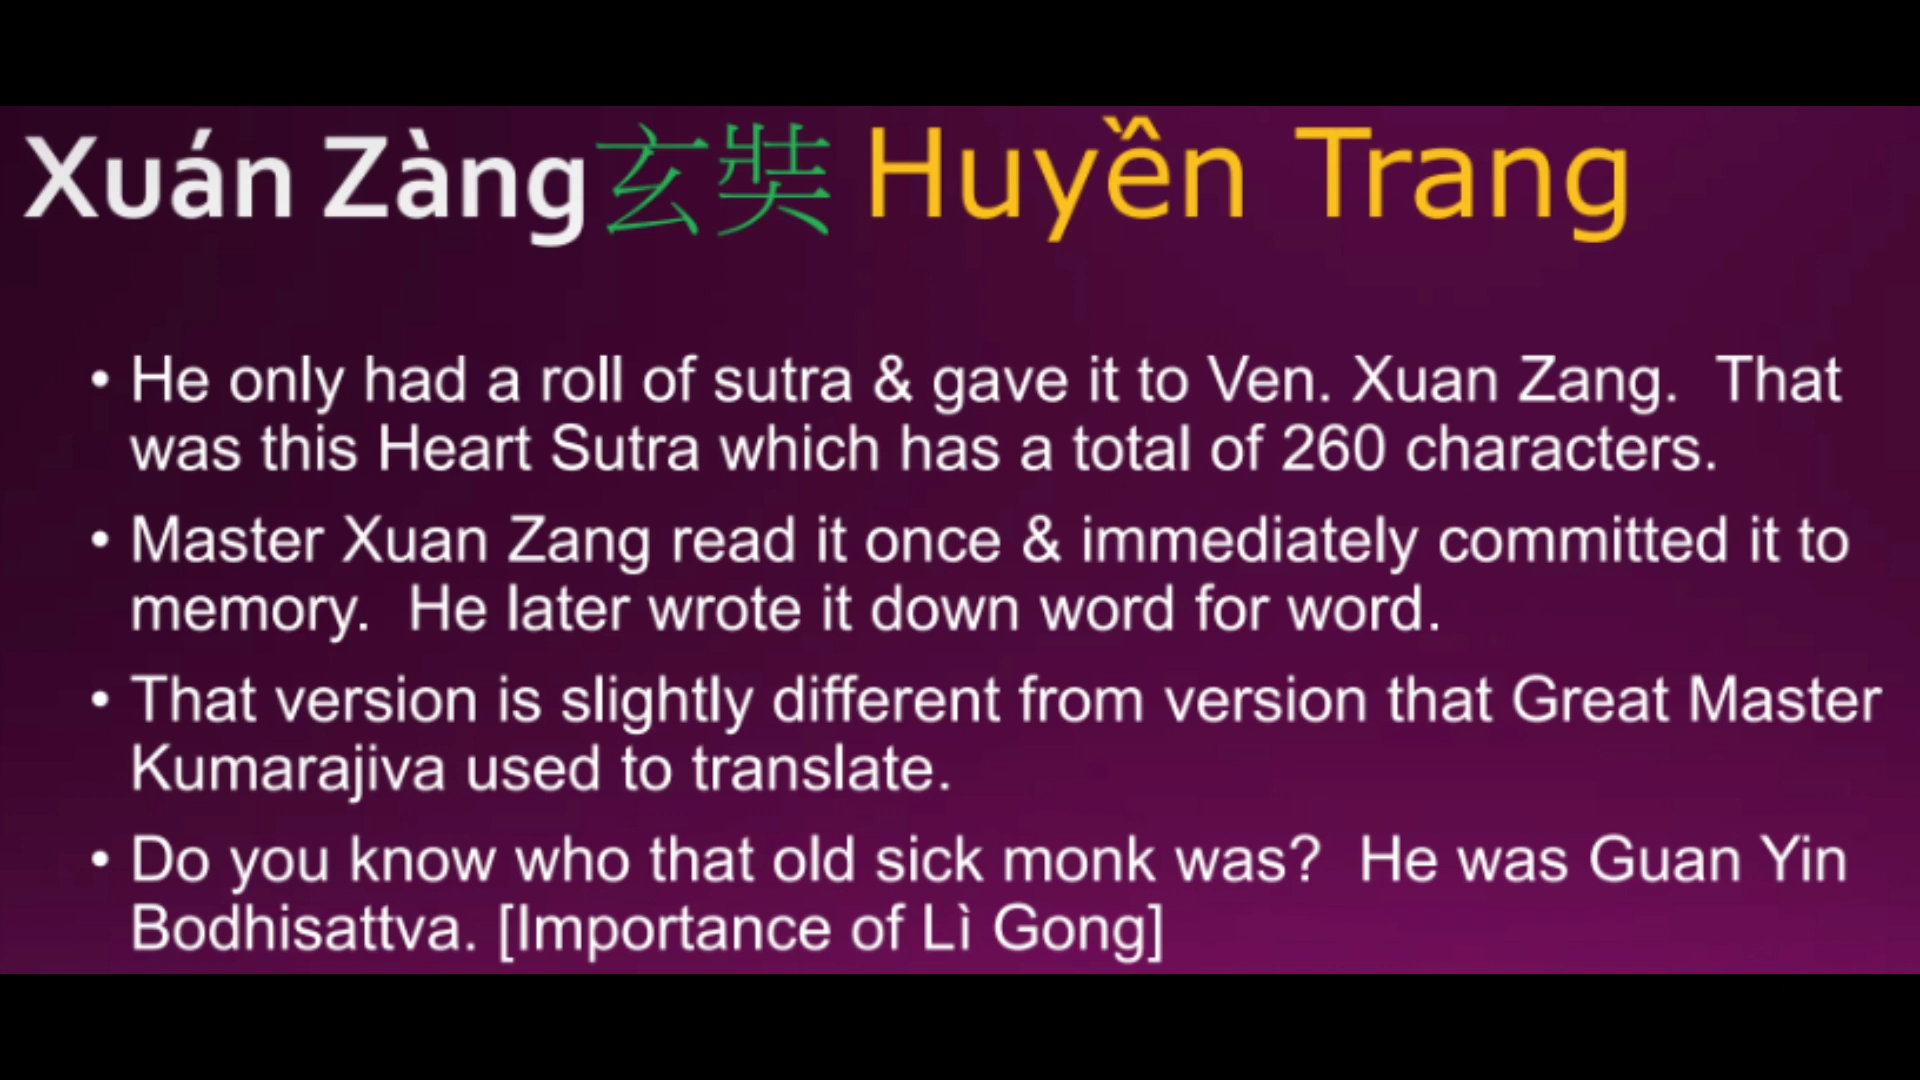 Xuán Zàng玄奘 Huyền Trang
• He only had a roll of sutra & gave it to Ven. Xuan Zang.  That
was this Heart Sutra which has a total of 260 characters.
• Master Xuan Zang read it once & immediately committed it to
memory.  He later wrote it down word for word.
• That version is slightly different from version that Great Master
Kumarajiva used to translate.
• Do you know who that old sick monk was?  He was Guan Yin
Bodhisattva. [Importance of Lì Gong]